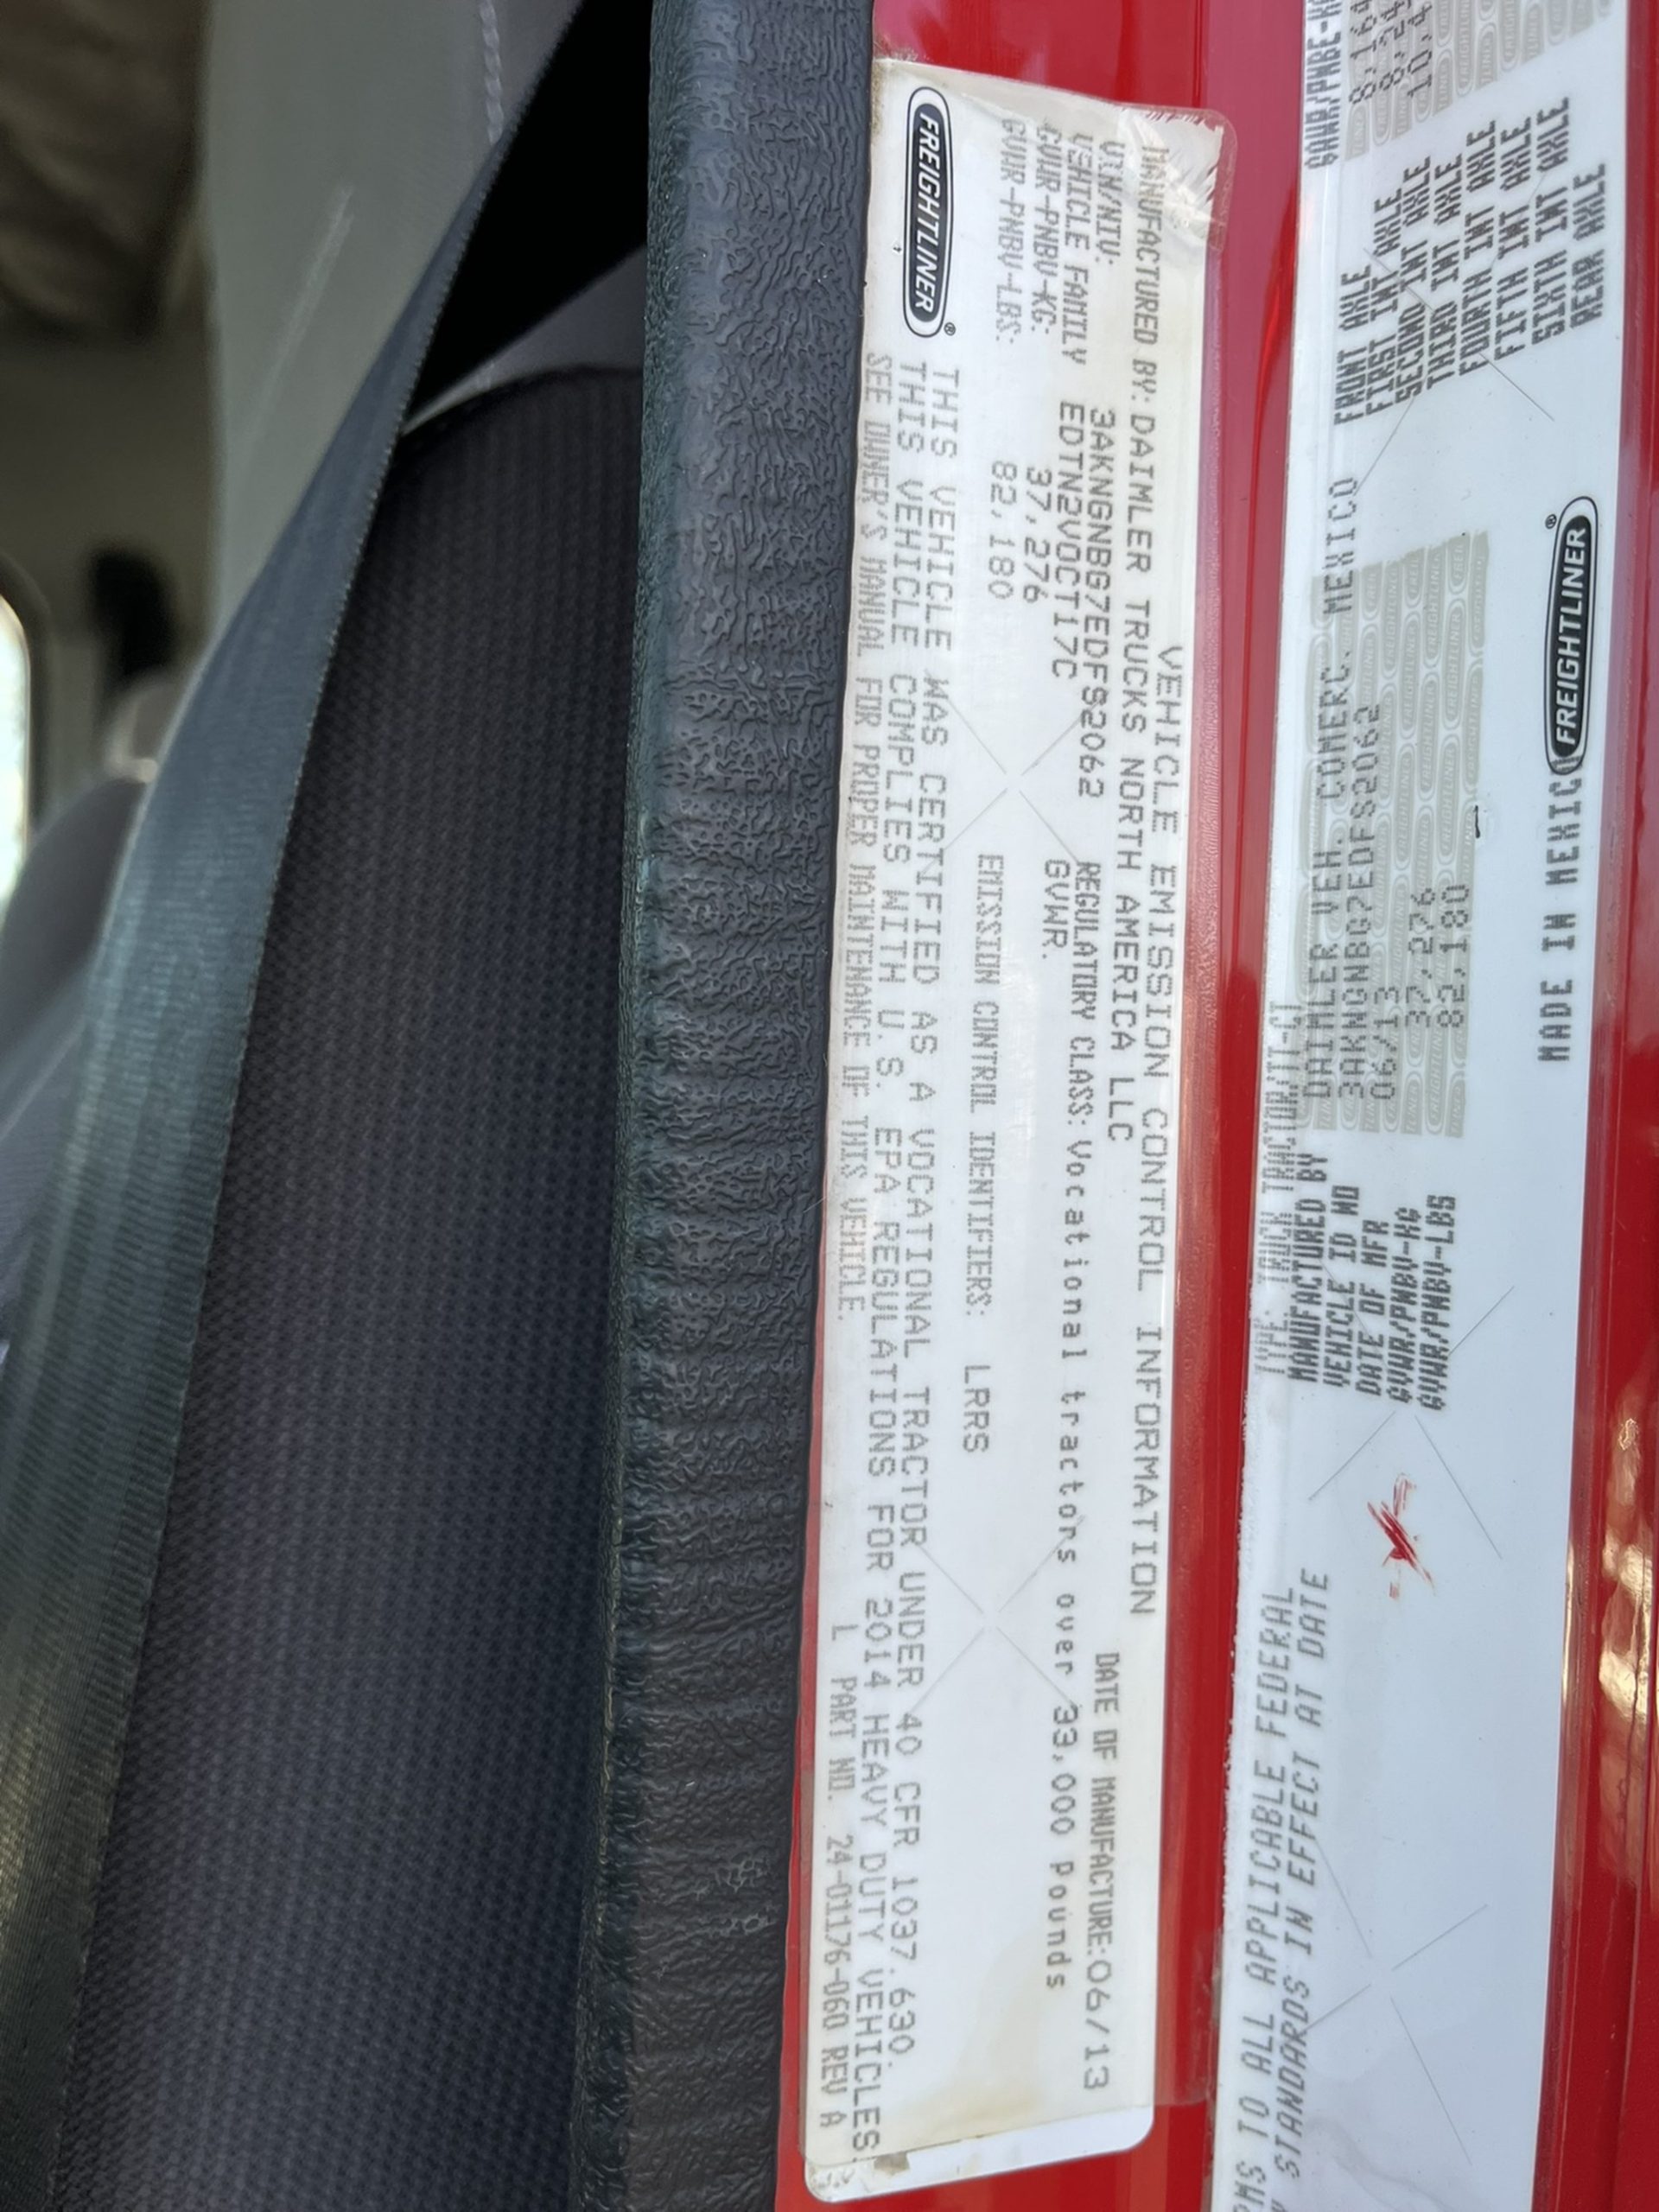 VEHICLE EMISSION CONTROL INFORMATION
MANUFACTURED BY: DAIMLER TRUCKS NORTH AMERICA LLC
DATE OF MANUFACTURE: 06/13
VIN/NIV: 3AKNGNBG7EDFS2062
REGULATORY CLASS: Vocational tractors over 33,000 Pounds
VEHICLE FAMILY EDTN2VOCT17C
GVWR.
GVWR-PNBV-KG: 37,276
GVWR-PNBV-LBS: 82,180
EMISSION CONTROL IDENTIFIERS: LRRS
FREIGHTLINER®
THIS VEHICLE WAS CERTIFIED AS A VOCATIONAL TRACTOR UNDER 40 CFR 1037.630.
THIS VEHICLE COMPLIES WITH U.S. EPA REGULATIONS FOR 2014 HEAVY DUTY VEHICLES
SEE OWNER'S MANUAL FOR PROPER MAINTENANCE OF THIS VEHICLE.
L PART NO. 24-01176-060 REV A
MANUFACTURED BY DAIMLER VEH. COMERC. MEXICO
VEHICLE ID NO 3AKNGNBG7EDFS2062
DATE OF MFR 06/13
GVWR/PNBV-KG 37,276
GVWR/PNBV-LBS 82,180
MADE IN MEXICO
FREIGHTLINER®
FRONT AXLE
FIRST INT AXLE
SECOND INT AXLE
THIRD INT AXLE
FOURTH INT AXLE
FIFTH INT AXLE
SIXTH INT AXLE
REAR AXLE
TO ALL APPLICABLE FEDERAL
STANDARDS IN EFFECT AT DATE